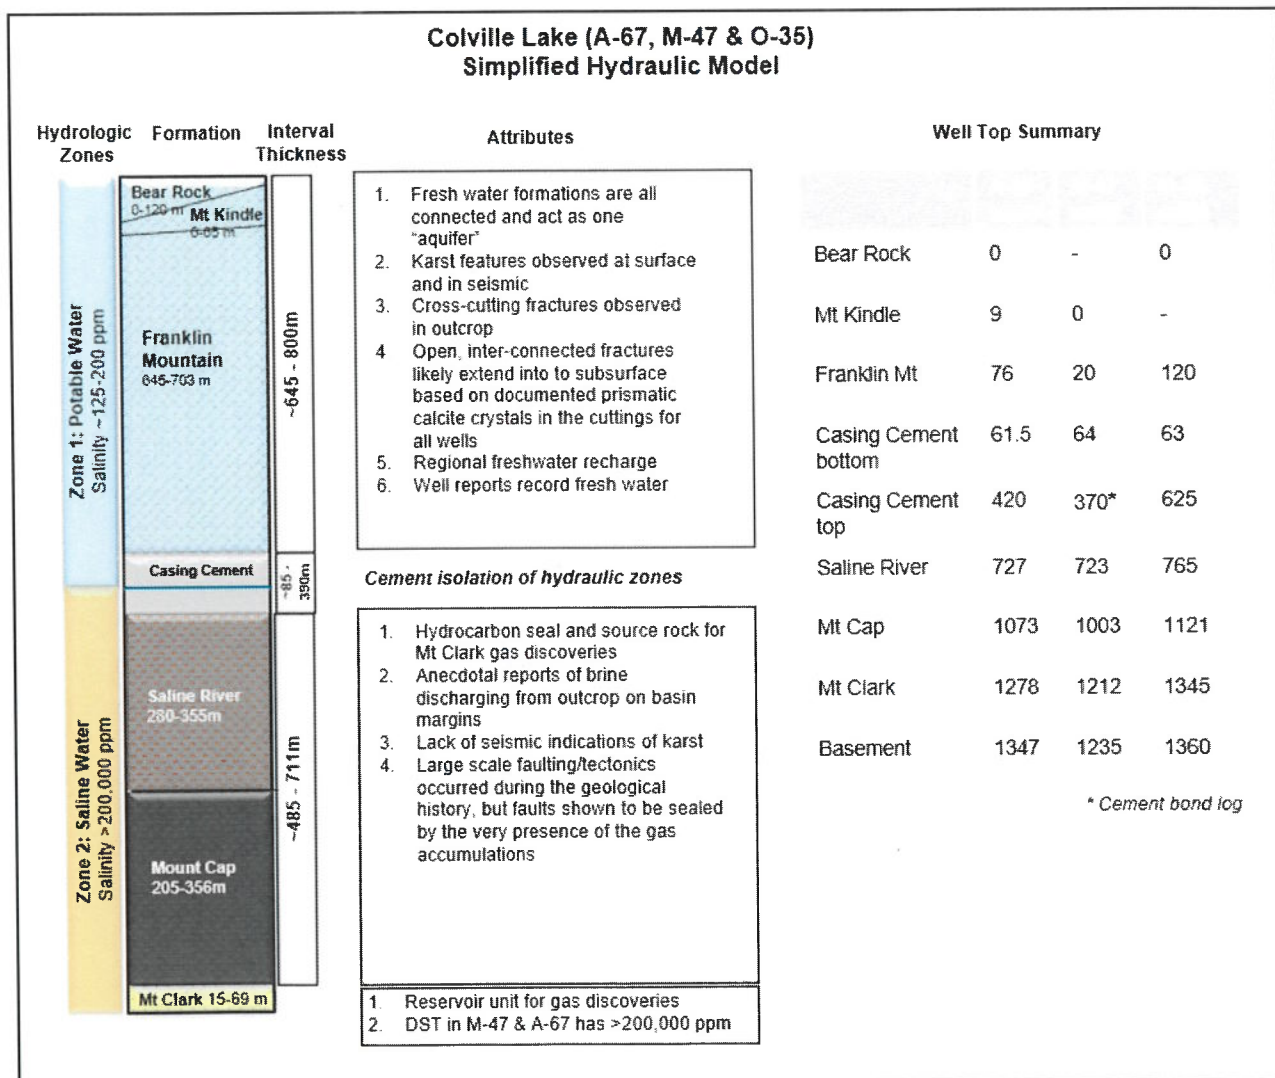 Colville Lake (A-67, M-47 & O-35)
Simplified Hydraulic Model
Hydrologic Zones
Formation
Interval Thickness
Attributes
Well Top Summary
Zone 1: Potable Water
Salinity ~125-200 ppm
Zone 2: Saline Water
Salinity >200,000 ppm
Bear Rock
0-120 m
Mt Kindle
0-65 m
Franklin
Mountain
645-703 m
Casing Cement
Saline River
280-355m
Mount Cap
205-356m
Mt Clark 15-69 m
~645 - 800m
~85 -
390m
~485 - 711m
1. Fresh water formations are all
connected and act as one
"aquifer"
2. Karst features observed at surface
and in seismic
3. Cross-cutting fractures observed
in outcrop
4 Open, inter-connected fractures
likely extend into to subsurface
based on documented prismatic
calcite crystals in the cuttings for
all wells
5. Regional freshwater recharge
6. Well reports record fresh water
Cement isolation of hydraulic zones
1. Hydrocarbon seal and source rock for
Mt Clark gas discoveries
2. Anecdotal reports of brine
discharging from outcrop on basin
margins
3. Lack of seismic indications of karst
4. Large scale faulting/tectonics
occurred during the geological
history, but faults shown to be sealed
by the very presence of the gas
accumulations
1. Reservoir unit for gas discoveries
2. DST in M-47 & A-67 has >200,000 ppm
Bear Rock 0 - 0
Mt Kindle 9 0 -
Franklin Mt 76 20 120
Casing Cement
bottom 61.5 64 63
Casing Cement
top 420 370* 625
Saline River 727 723 765
Mt Cap 1073 1003 1121
Mt Clark 1278 1212 1345
Basement 1347 1235 1360
* Cement bond log